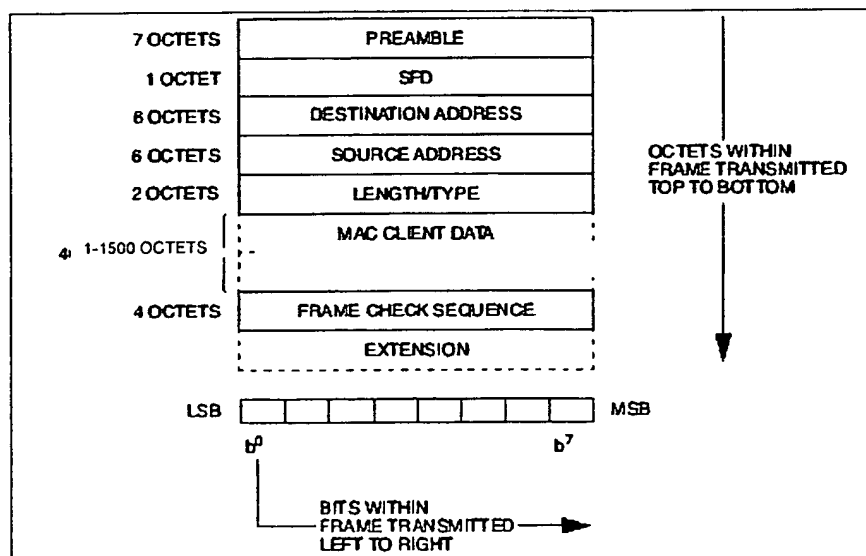 7 OCTETS PREAMBLE
1 OCTET SFD
6 OCTETS DESTINATION ADDRESS
6 OCTETS SOURCE ADDRESS
2 OCTETS LENGTH/TYPE
MAC CLIENT DATA
1-1500 OCTETS
4 OCTETS FRAME CHECK SEQUENCE
EXTENSION
OCTETS WITHIN
FRAME TRANSMITTED
TOP TO BOTTOM
LSB MSB
b0 b7
BITS WITHIN
FRAME TRANSMITTED
LEFT TO RIGHT